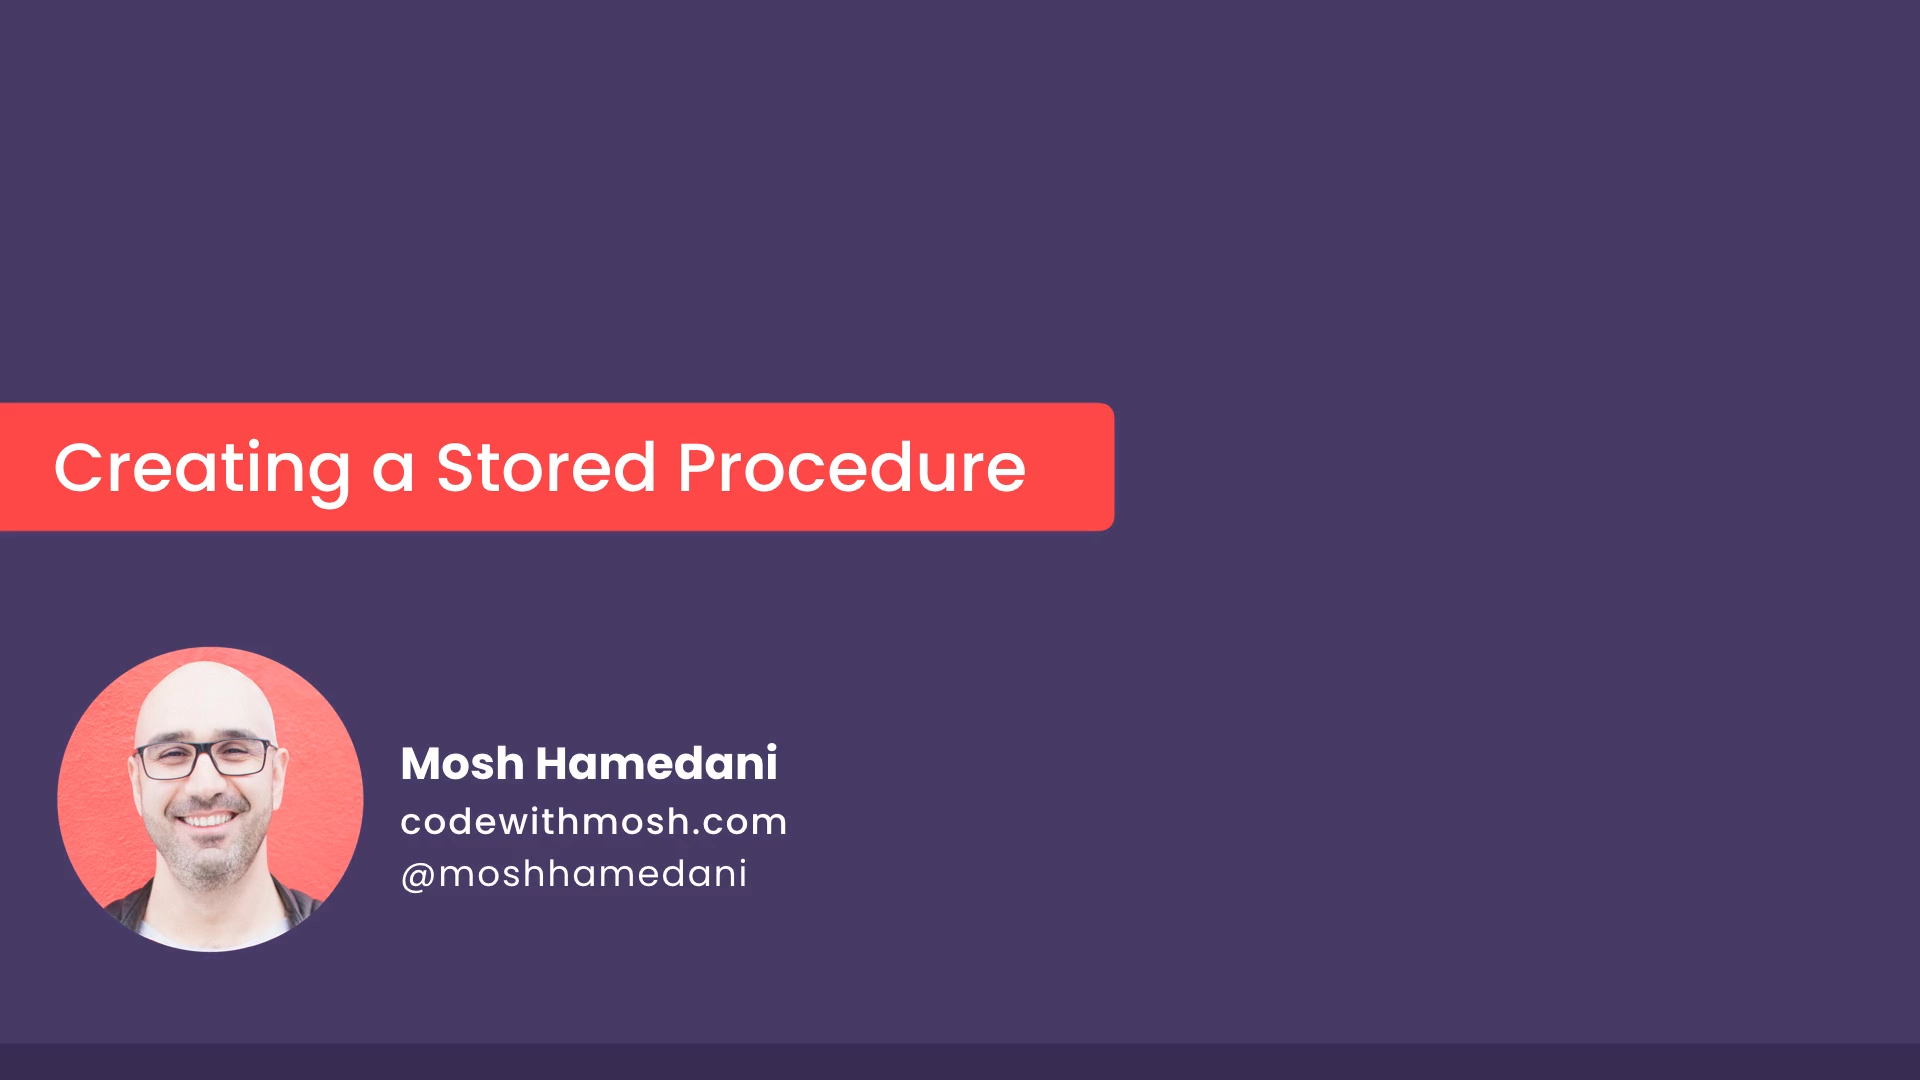 Creating a Stored Procedure
Mosh Hamedani
codewithmosh.com
@moshhamedani